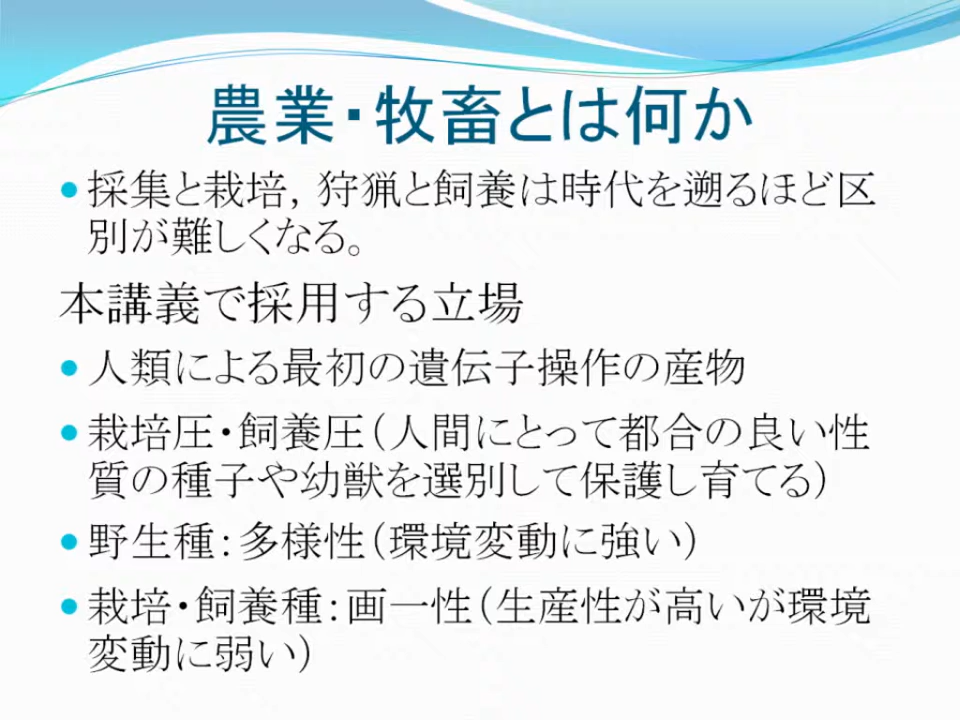 農業・牧畜とは何か
• 採集と栽培，狩猟と飼養は時代を遡るほど区
別が難しくなる。
本講義で採用する立場
• 人類による最初の遺伝子操作の産物
• 栽培圧・飼養圧（人間にとって都合の良い性
質の種子や幼獣を選別して保護し育てる）
• 野生種：多様性（環境変動に強い）
• 栽培・飼養種：画一性（生産性が高いが環境
変動に弱い）